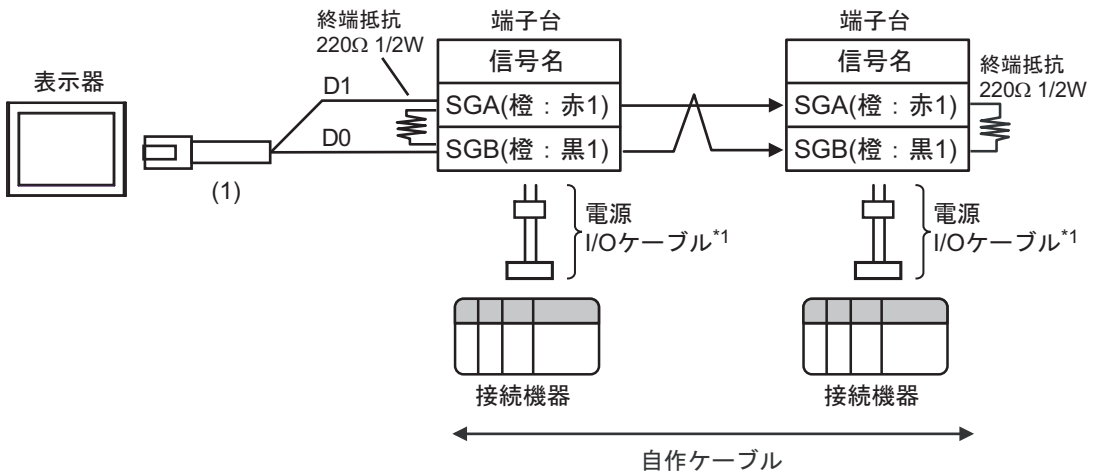 表示器
(1)
D1
D0
終端抵抗
220Ω 1/2W
端子台
信号名
SGA(橙：赤1)
SGB(橙：黒1)
端子台
信号名
SGA(橙：赤1)
SGB(橙：黒1)
終端抵抗
220Ω 1/2W
電源
I/Oケーブル*1
電源
I/Oケーブル*1
接続機器
接続機器
自作ケーブル